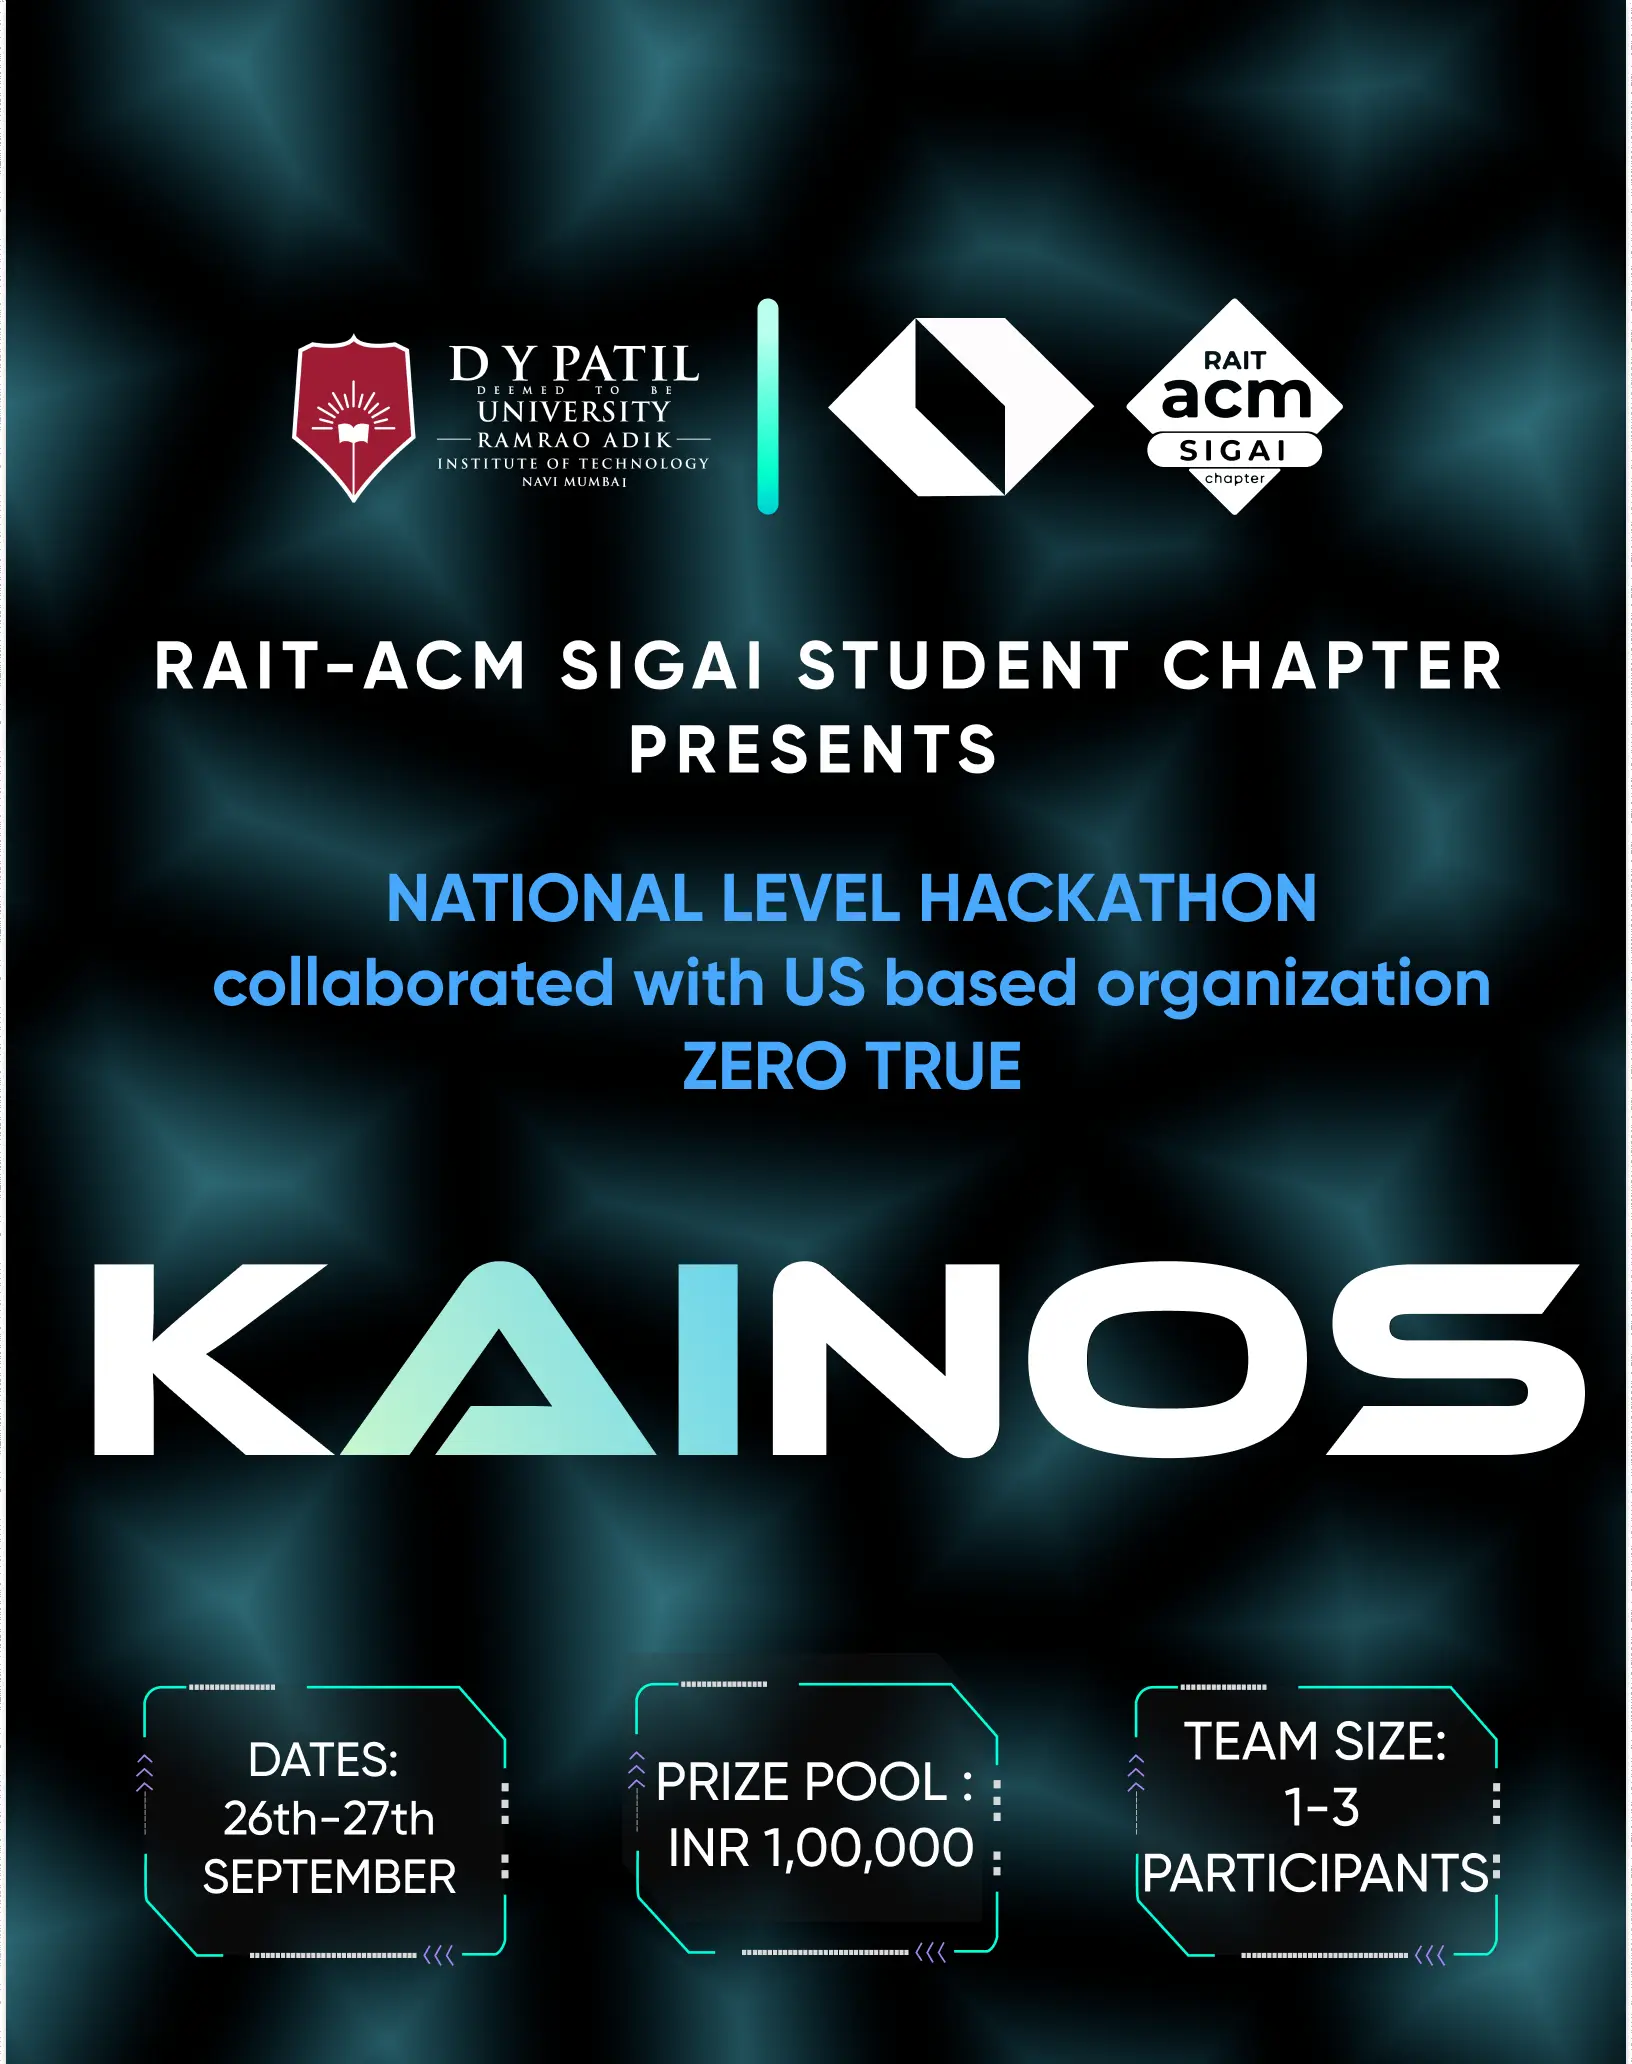 D Y PATIL
DEEMED TO BE
UNIVERSITY
RAMRAO ADIK
INSTITUTE OF TECHNOLOGY
NAVI MUMBAI
RAIT
acm
SIGAI
chapter
RAIT-ACM SIGAI STUDENT CHAPTER
PRESENTS
NATIONAL LEVEL HACKATHON
collaborated with US based organization
ZERO TRUE
KAINOS
DATES:
26th-27th
SEPTEMBER
PRIZE POOL :
INR 1,00,000
TEAM SIZE:
1-3
PARTICIPANTS